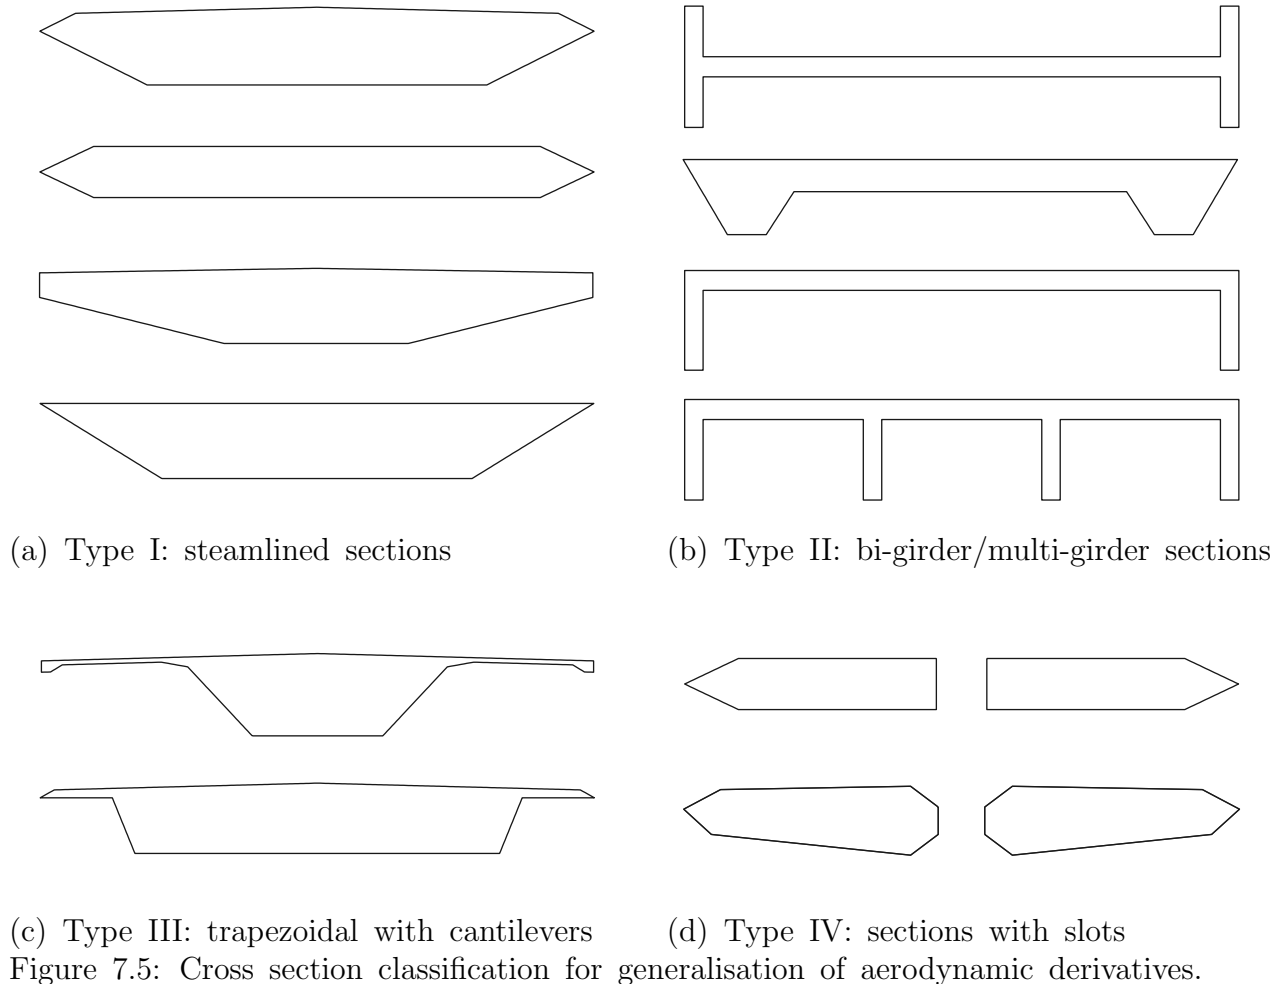 (a) Type I: steamlined sections
(b) Type II: bi-girder/multi-girder sections
(c) Type III: trapezoidal with cantilevers
(d) Type IV: sections with slots
Figure 7.5: Cross section classification for generalisation of aerodynamic derivatives.